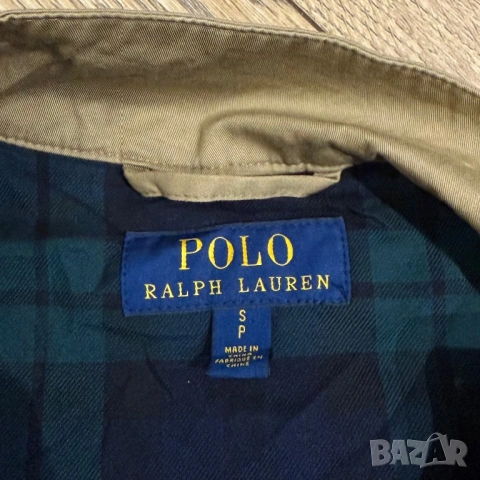 POLO
RALPH LAUREN
S
P
MADE IN
CHINA
FABRIQUÉ EN
CHINE
BAZAR